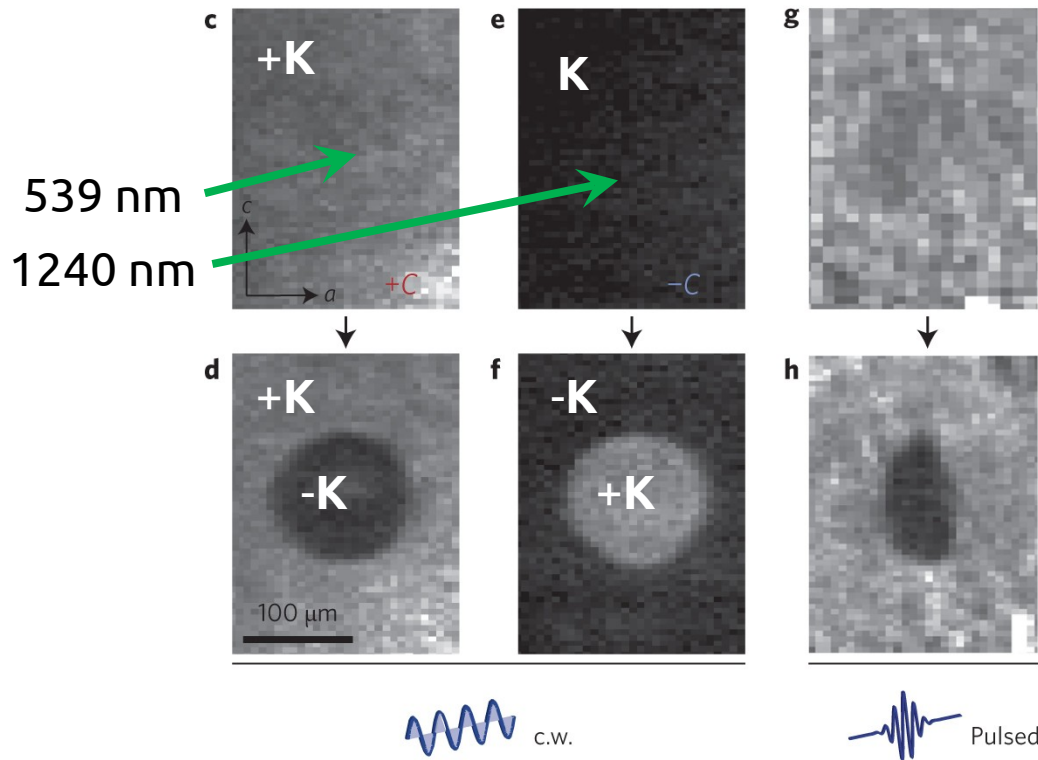 c
e
g
+K
K
539 nm
1240 nm
c
a
+C
-C
d
f
h
+K
-K
-K
+K
100 μm
c.w.
Pulsed